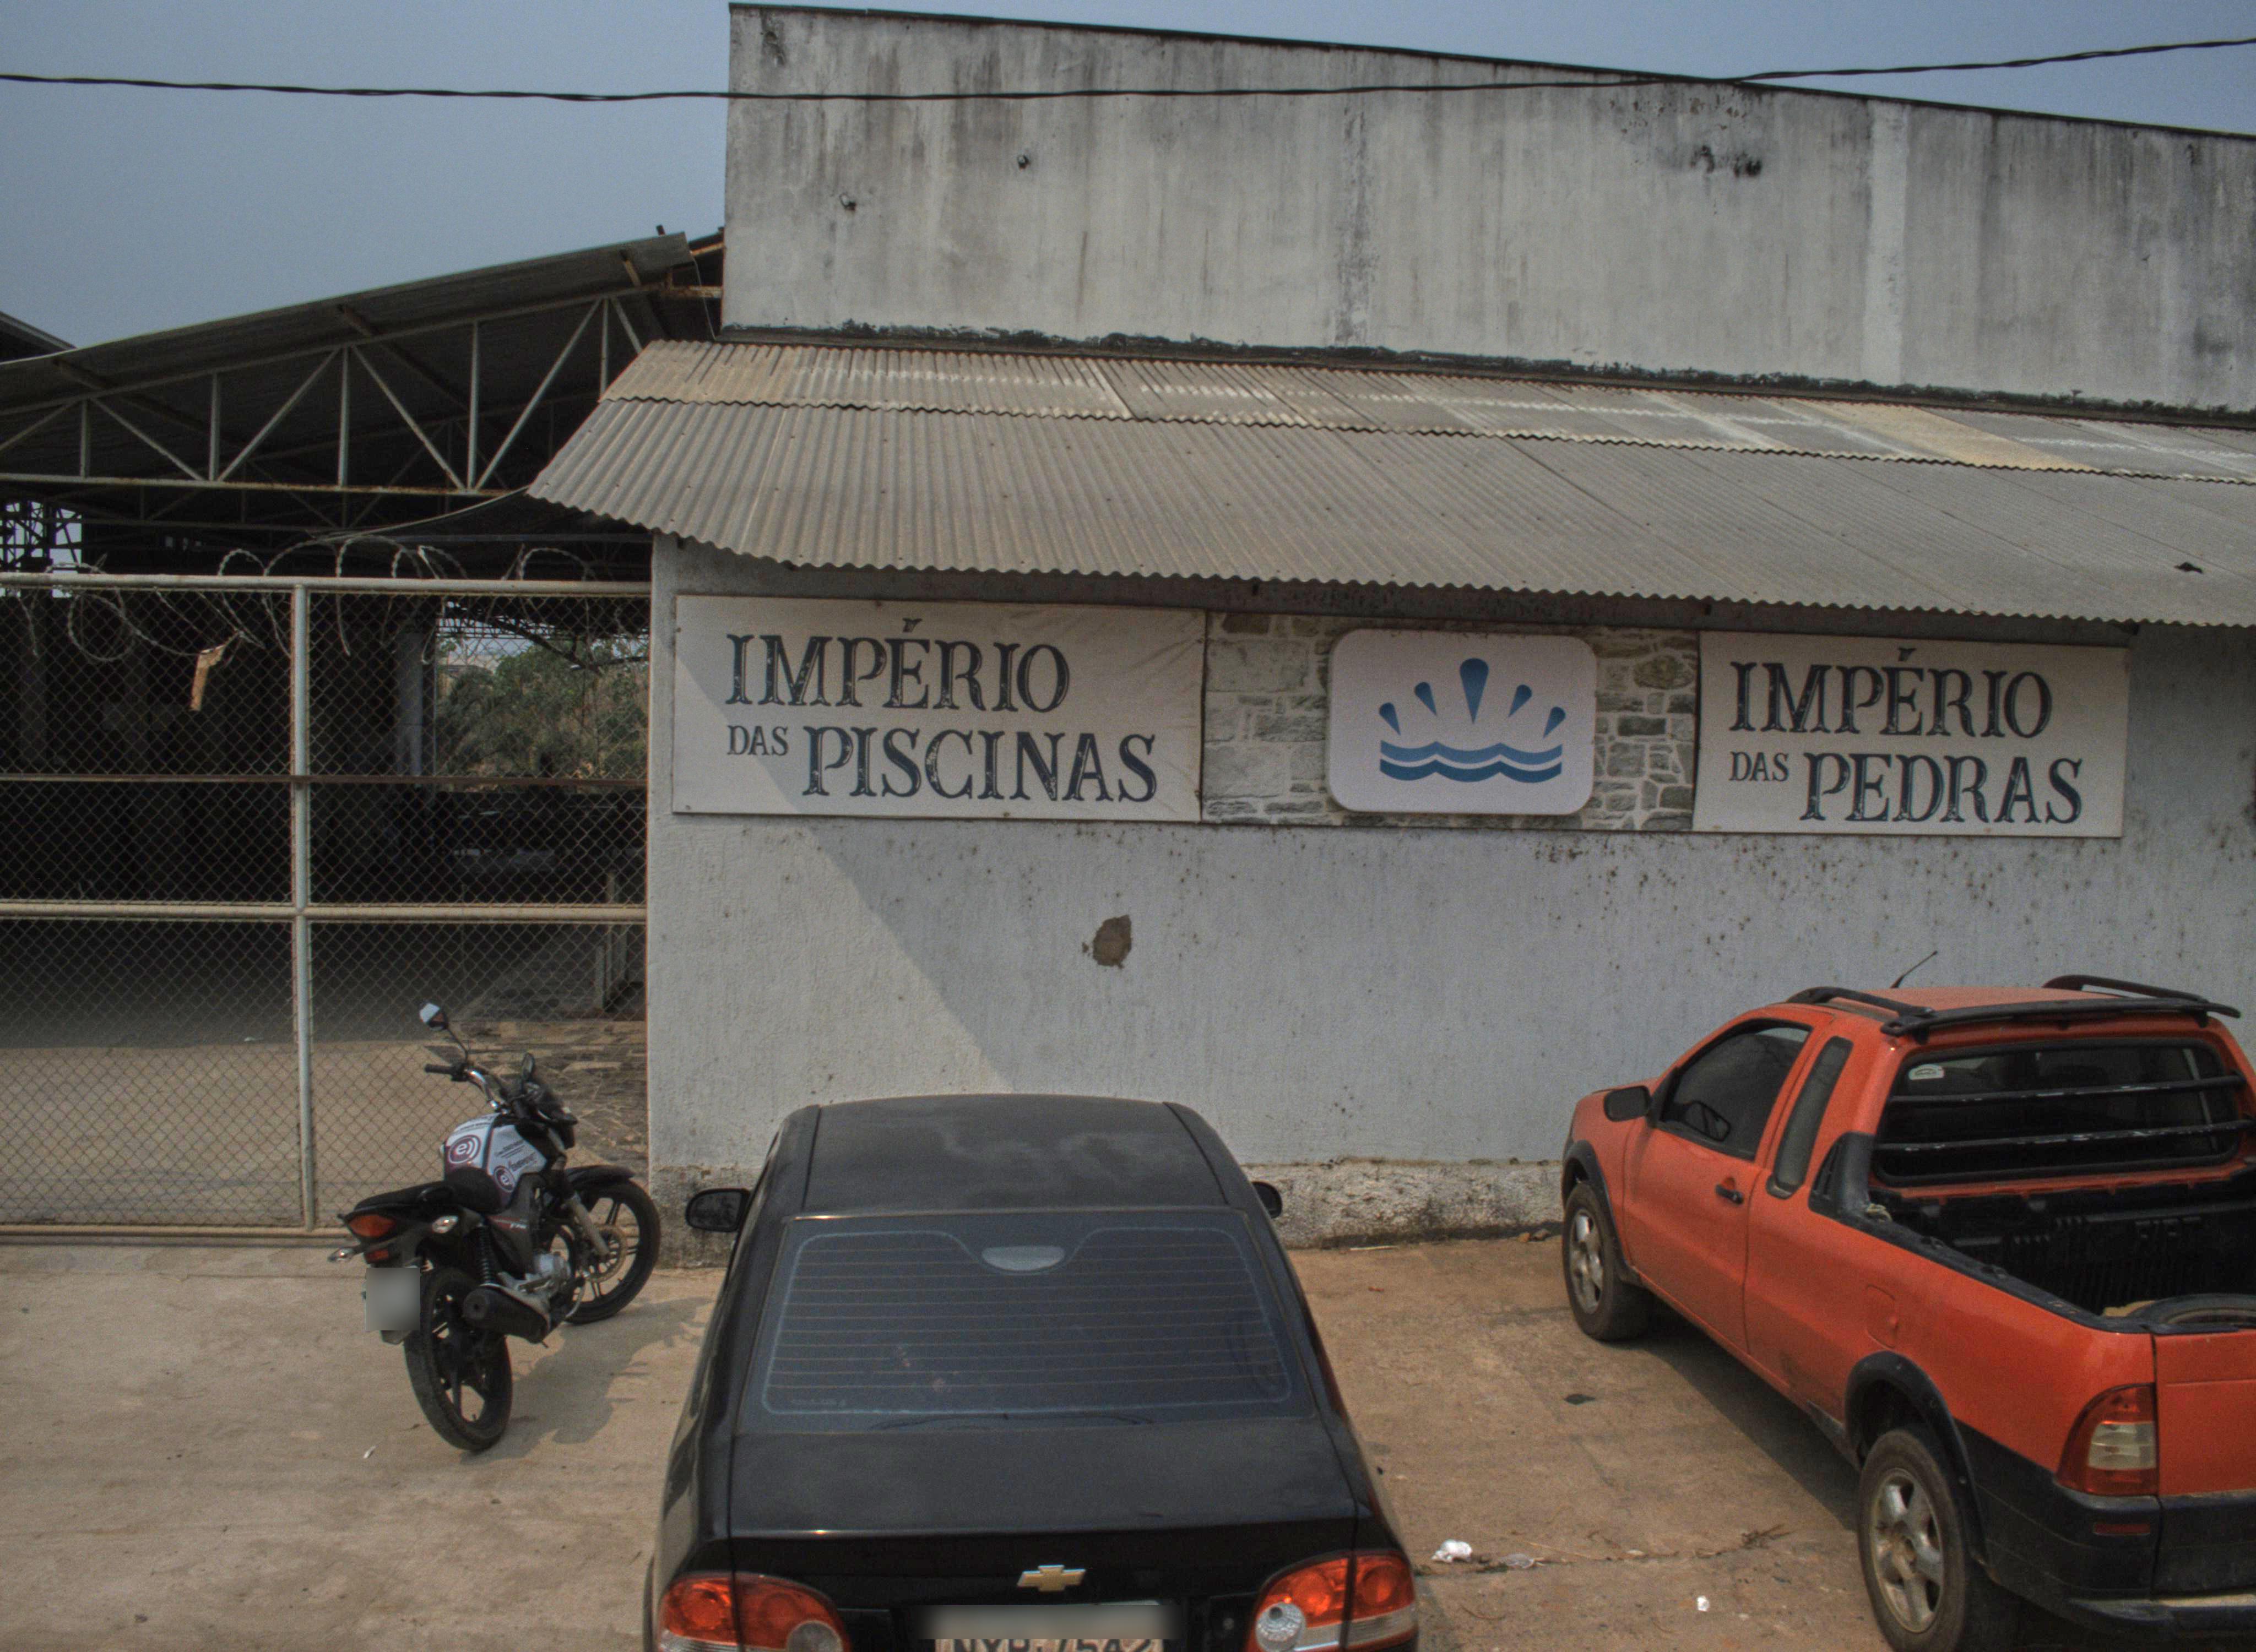 IMPÉRIO
DAS PISCINAS
IMPÉRIO
DAS PEDRAS